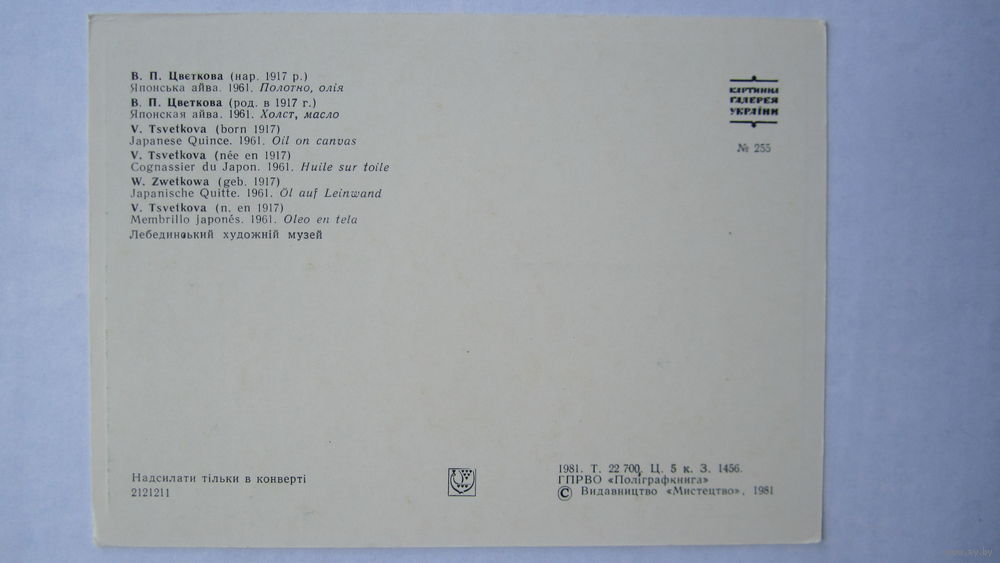 В. П. Цвєткова (нар. 1917 р.)
Японська айва. 1961. Полотно, олія
В. П. Цветкова (род. в 1917 г.)
Японская айва. 1961. Холст, масло
V. Tsvetkova (born 1917)
Japanese Quince. 1961. Oil on canvas
V. Tsvetkova (née en 1917)
Cognassier du Japon. 1961. Huile sur toile
W. Zwetkowa (geb. 1917)
Japanische Quitte. 1961. Öl auf Leinwand
V. Tsvetkova (n. en 1917)
Membrillo japonés. 1961. Oleo en tela
Лебединський художній музей
КАРТИННА
ГАЛЕРЕЯ
УКРАЇНИ
№ 255
Надсилати тільки в конверті
2121211
1981. Т. 22 700. Ц. 5 к. З. 1456.
ГПРВО «Поліграфкнига»
© Видавництво «Мистецтво», 1981
www.ay.by